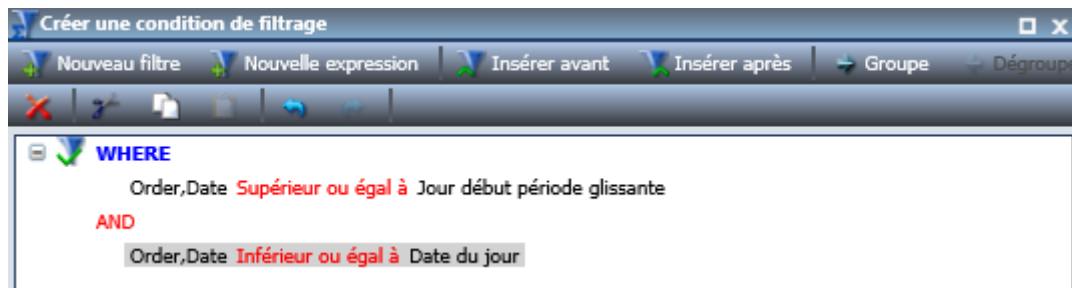 Créer une condition de filtrage
Nouveau filtre Nouvelle expression Insérer avant Insérer après Groupe Dégroupe
WHERE
Order,Date Supérieur ou égal à Jour début période glissante
AND
Order,Date Inférieur ou égal à Date du jour